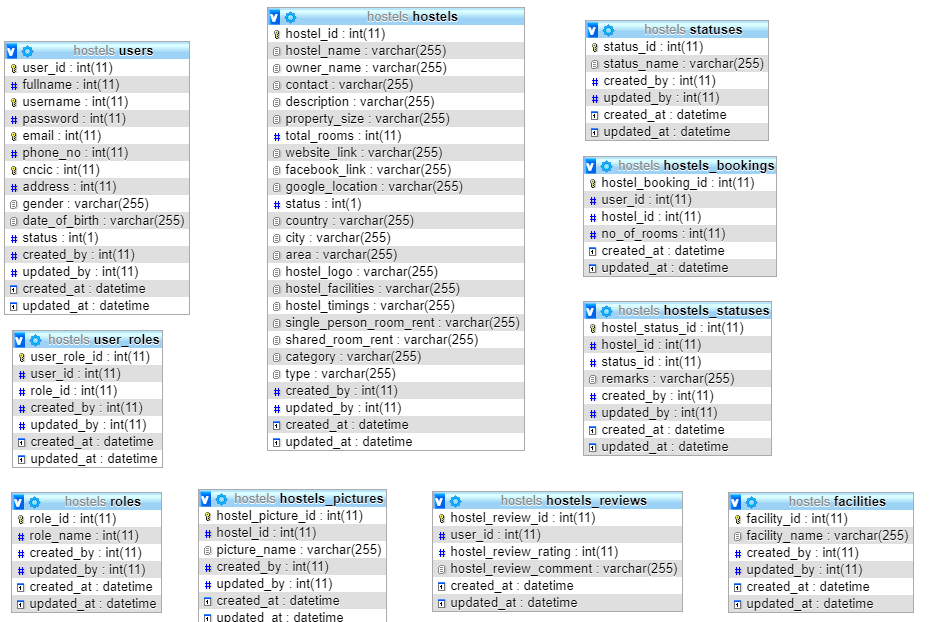 hostels users
user_id : int(11)
fullname : int(11)
username : int(11)
password : int(11)
email : int(11)
phone_no : int(11)
cncic : int(11)
address : int(11)
gender : varchar(255)
date_of_birth : varchar(255)
status : int(1)
created_by : int(11)
updated_by : int(11)
created_at : datetime
updated_at : datetime
hostels user_roles
user_role_id : int(11)
user_id : int(11)
role_id : int(11)
created_by : int(11)
updated_by : int(11)
created_at : datetime
updated_at : datetime
hostels roles
role_id : int(11)
role_name : int(11)
created_by : int(11)
updated_by : int(11)
created_at : datetime
updated_at : datetime
hostels hostels
hostel_id : int(11)
hostel_name : varchar(255)
owner_name : varchar(255)
contact : varchar(255)
description : varchar(255)
property_size : varchar(255)
total_rooms : int(11)
website_link : varchar(255)
facebook_link : varchar(255)
google_location : varchar(255)
status : int(1)
country : varchar(255)
city : varchar(255)
area : varchar(255)
hostel_logo : varchar(255)
hostel_facilities : varchar(255)
hostel_timings : varchar(255)
single_person_room_rent : varchar(255)
shared_room_rent : varchar(255)
category : varchar(255)
type : varchar(255)
created_by : int(11)
updated_by : int(11)
created_at : datetime
updated_at : datetime
hostels hostels_pictures
hostel_picture_id : int(11)
hostel_id : int(11)
picture_name : varchar(255)
created_by : int(11)
updated_by : int(11)
created_at : datetime
updated_at : datetime
hostels hostels_reviews
hostel_review_id : int(11)
user_id : int(11)
hostel_review_rating : int(11)
hostel_review_comment : varchar(255)
created_at : datetime
updated_at : datetime
hostels statuses
status_id : int(11)
status_name : varchar(255)
created_by : int(11)
updated_by : int(11)
created_at : datetime
updated_at : datetime
hostels hostels_bookings
hostel_booking_id : int(11)
user_id : int(11)
hostel_id : int(11)
no_of_rooms : int(11)
created_at : datetime
updated_at : datetime
hostels hostels_statuses
hostel_status_id : int(11)
hostel_id : int(11)
status_id : int(11)
remarks : varchar(255)
created_by : int(11)
updated_by : int(11)
created_at : datetime
updated_at : datetime
hostels facilities
facility_id : int(11)
facility_name : varchar(255)
created_by : int(11)
updated_by : int(11)
created_at : datetime
updated_at : datetime